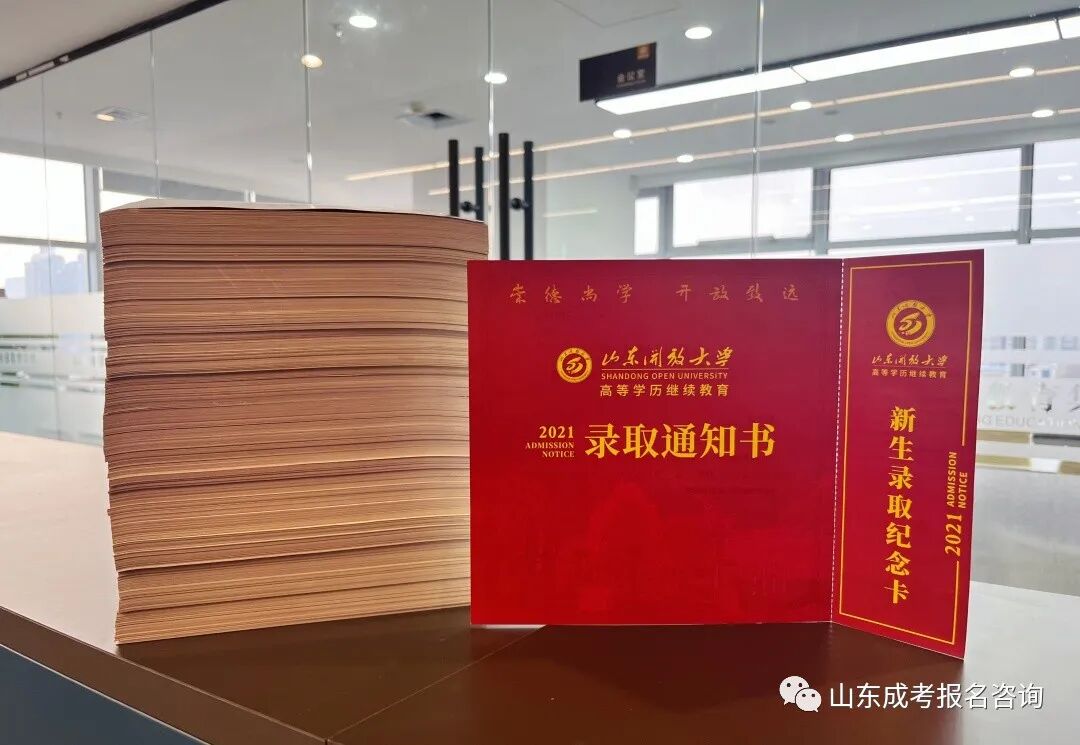 会议室
崇德尚学 开放致远
山东开放大学
SHANDONG OPEN UNIVERSITY
高等学历继续教育
2021
ADMISSION
NOTICE
录取通知书
山东开放大学
高等学历继续教育
新生录取纪念卡
2021 ADMISSION
NOTICE
山东成考报名咨询